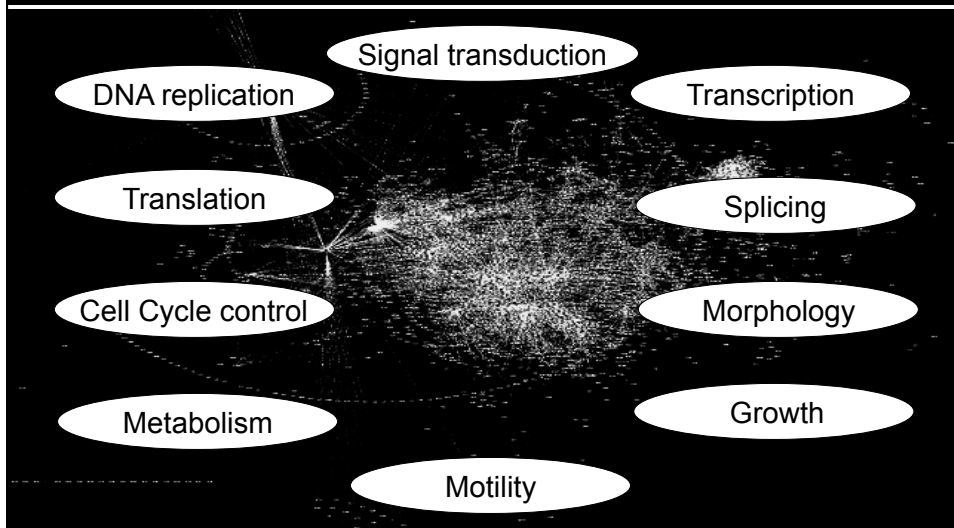 Signal transduction
DNA replication
Transcription
Translation
Splicing
Cell Cycle control
Morphology
Metabolism
Growth
Motility